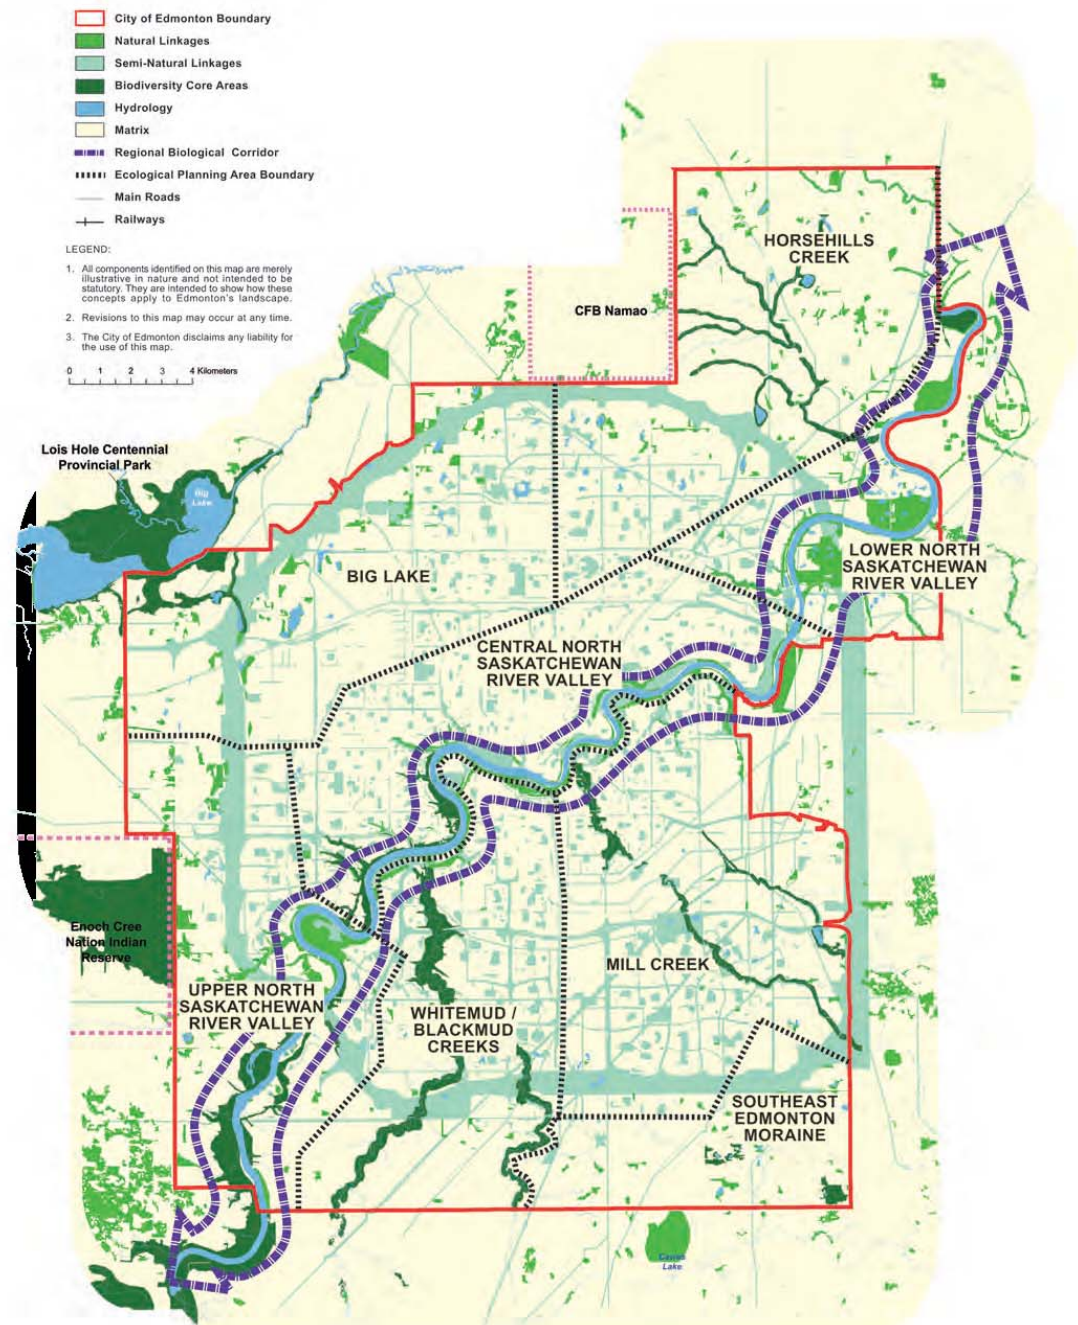 City of Edmonton Boundary
Natural Linkages
Semi-Natural Linkages
Biodiversity Core Areas
Hydrology
Matrix
Regional Biological Corridor
Ecological Planning Area Boundary
Main Roads
Railways
LEGEND:
1. All components identified on this map are merely
illustrative in nature and not intended to be
statutory. They are intended to show how these
concepts apply to Edmonton's landscape.
2. Revisions to this map may occur at any time.
3. The City of Edmonton disclaims any liability for
the use of this map.
0 1 2 3 4 Kilometers
HORSEHILLS
CREEK
CFB Namao
Lois Hole Centennial
Provincial Park
Big
Lake
BIG LAKE
LOWER NORTH
SASKATCHEWAN
RIVER VALLEY
CENTRAL NORTH
SASKATCHEWAN
RIVER VALLEY
Enoch Cree
Nation Indian
Reserve
UPPER NORTH
SASKATCHEWAN
RIVER VALLEY
WHITEMUD /
BLACKMUD
CREEKS
MILL CREEK
SOUTHEAST
EDMONTON
MORAINE
Lake